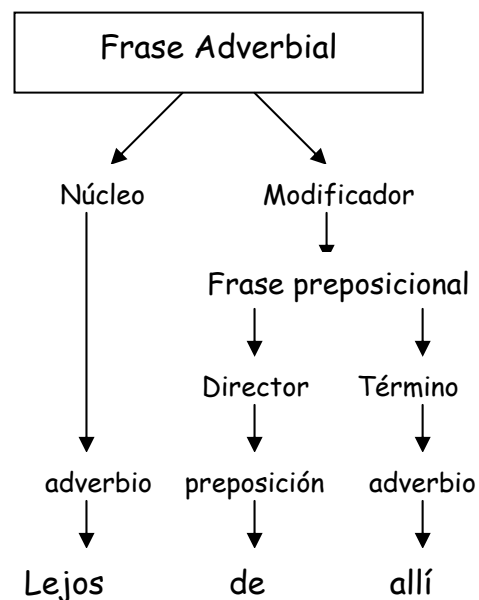 Frase Adverbial
Núcleo Modificador
Frase preposicional
Director Término
adverbio preposición adverbio
Lejos de allí